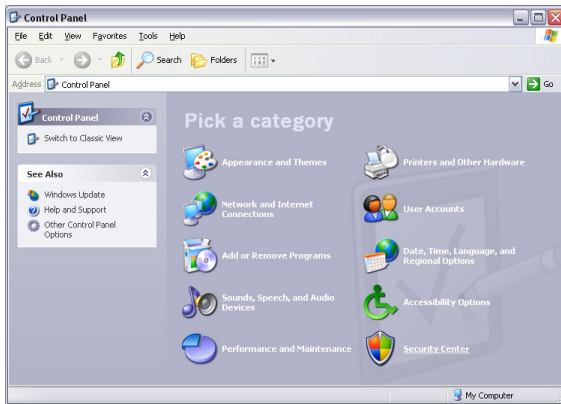 Control Panel
File Edit View Favorites Tools Help
Back Search Folders
Address Control Panel Go
Control Panel
Switch to Classic View
See Also
Windows Update
Help and Support
Other Control Panel
Options
Pick a category
Appearance and Themes
Printers and Other Hardware
Network and Internet
Connections
User Accounts
Add or Remove Programs
Date, Time, Language, and
Regional Options
Sounds, Speech, and Audio
Devices
Accessibility Options
Performance and Maintenance
Security Center
My Computer